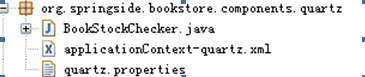 org.springside.bookstore.components.quartz
BookStockChecker.java
applicationContext-quartz.xml
quartz.properties